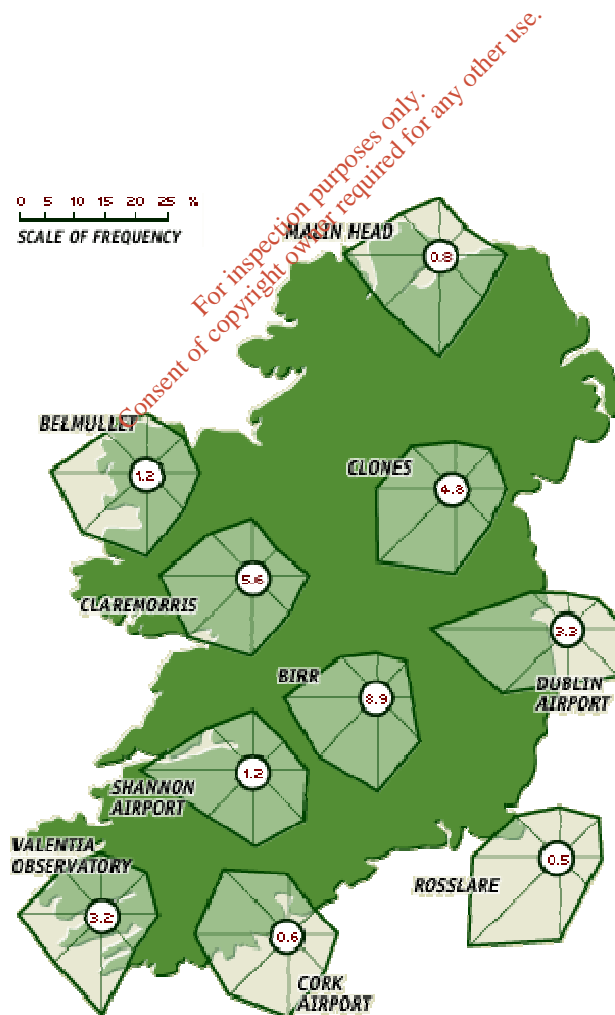 For inspection purposes only.
Consent of copyright owner required for any other use.
0 5 10 15 20 25 %
SCALE OF FREQUENCY
MALIN HEAD
0.8
BELMULLET
1.2
CLONES
4.3
CLAREMORRIS
5.6
DUBLIN
AIRPORT
3.3
BIRR
8.9
SHANNON
AIRPORT
1.2
VALENTIA
OBSERVATORY
3.2
ROSSLARE
0.5
CORK
AIRPORT
0.6